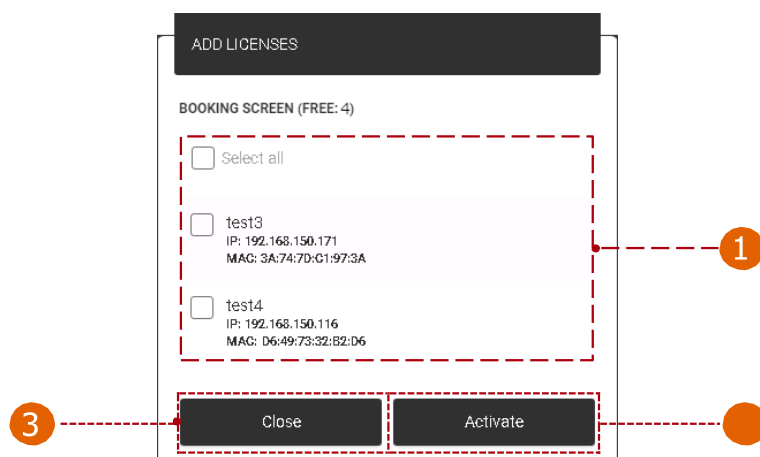 ADD LICENSES
BOOKING SCREEN (FREE: 4)
Select all
test3
IP: 192.168.150.171
MAC: 3A:74:7D:C1:97:3A
1
test4
IP: 192.168.150.116
MAC: D6:49:73:32:B2:D6
3
Close
Activate